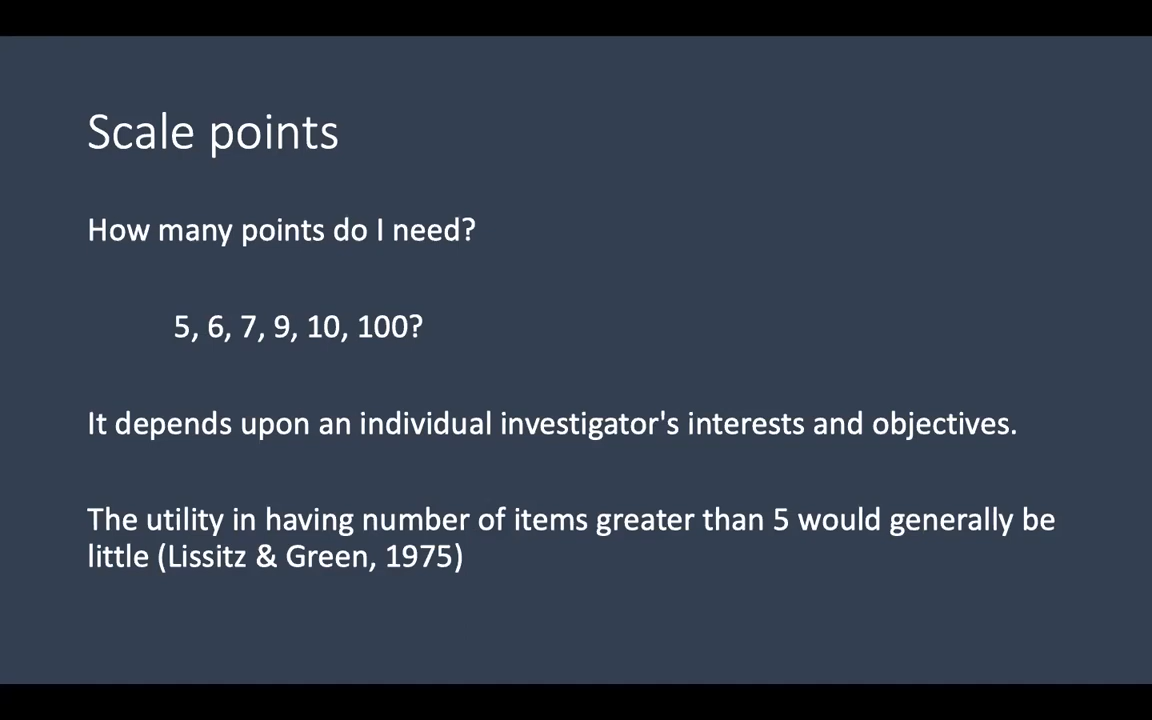 Scale points
How many points do I need?
5, 6, 7, 9, 10, 100?
It depends upon an individual investigator's interests and objectives.
The utility in having number of items greater than 5 would generally be
little (Lissitz & Green, 1975)